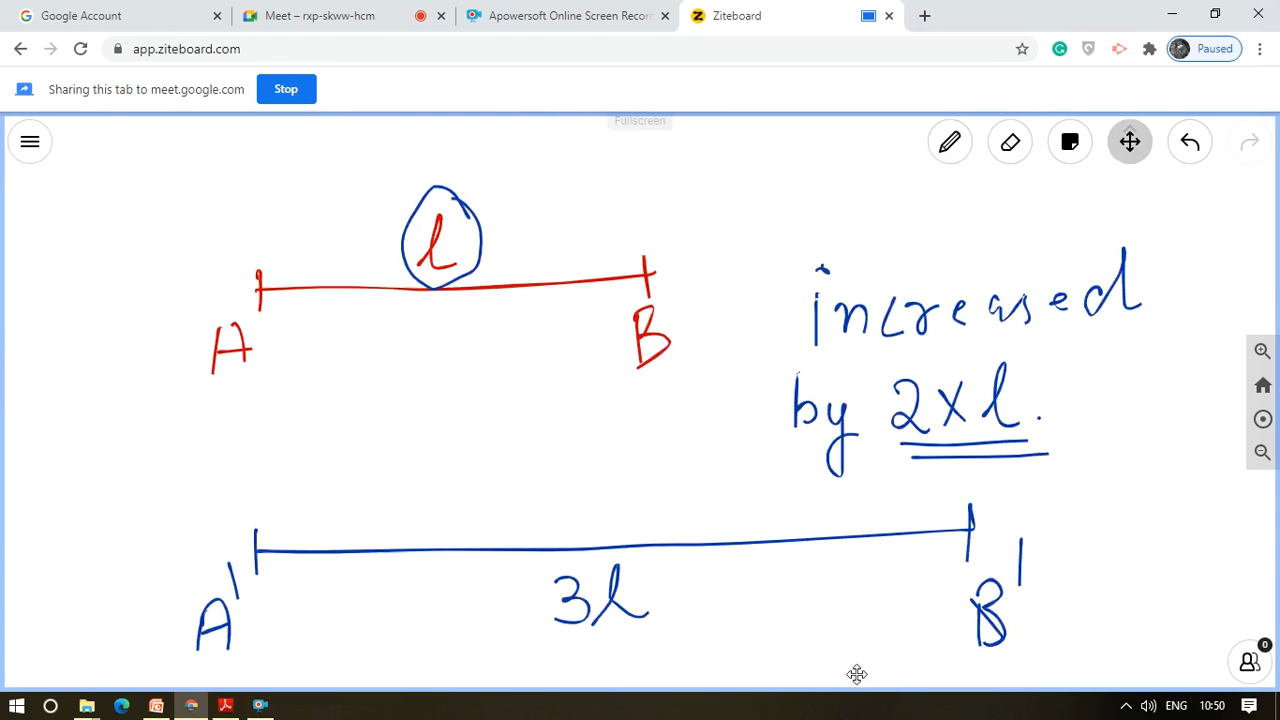 Google Account
Meet – rxp-skww-hcm
Apowersoft Online Screen Recor
Ziteboard
app.ziteboard.com
Paused
Sharing this tab to meet.google.com
Stop
Fullscreen
l
A
B
increased
by 2 x l.
3l
A'
B'
0
ENG
10:50